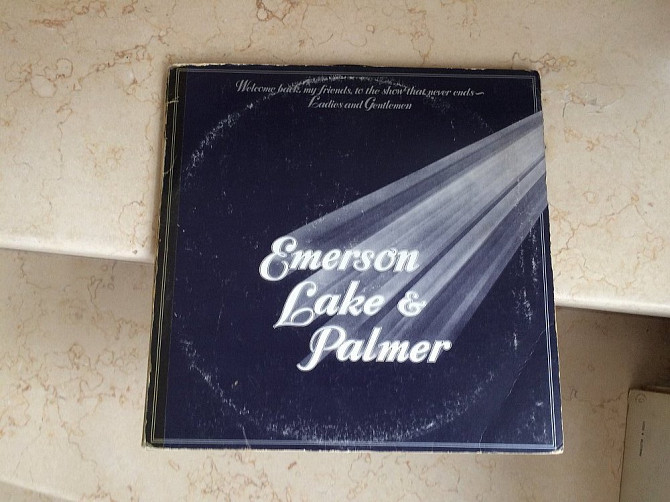 Welcome back, my friends, to the show that never ends—
Ladies and Gentlemen
Emerson
Lake &
Palmer